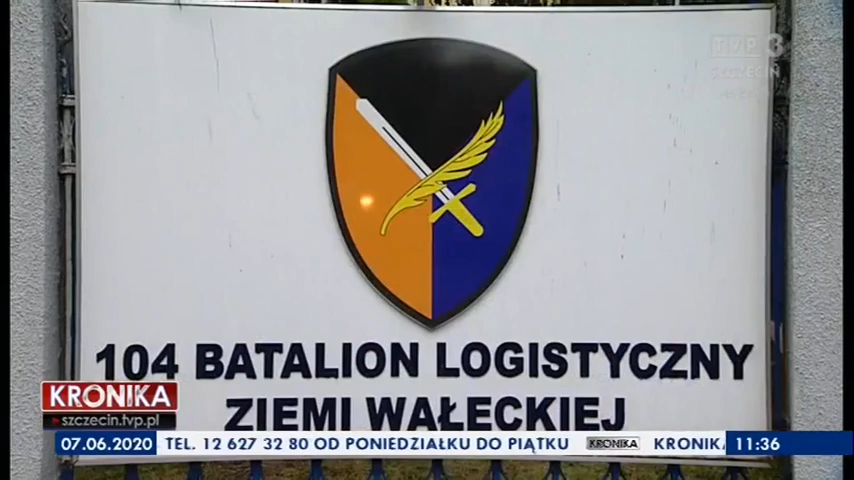 TVP 3
SZCZECIN
104 BATALION LOGISTYCZNY
ZIEMI WAŁECKIEJ
KRONIKA
szczecin.tvp.pl
07.06.2020 TEL. 12 627 32 80 OD PONIEDZIAŁKU DO PIĄTKU KRONIKA KRONIK 11:36